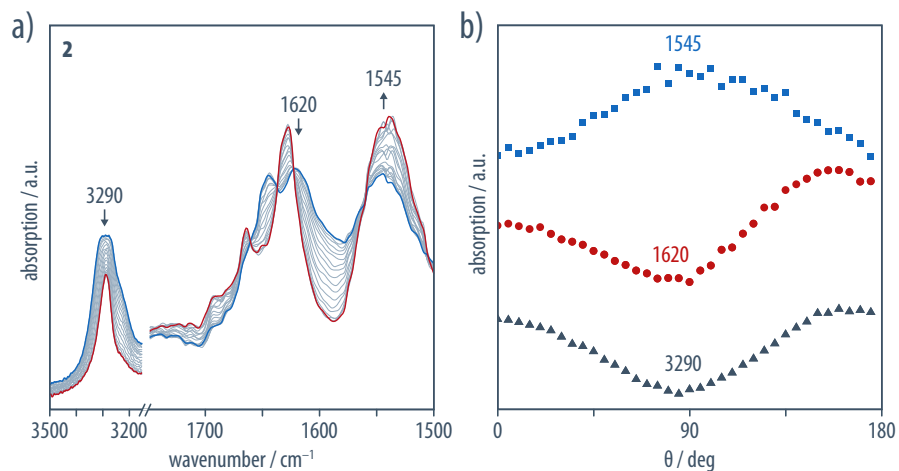 a)
2
3290
1620
1545
absorption / a.u.
3500
3200
1700
1600
1500
wavenumber / cm⁻¹
b)
1545
1620
3290
absorption / a.u.
0
90
180
θ / deg